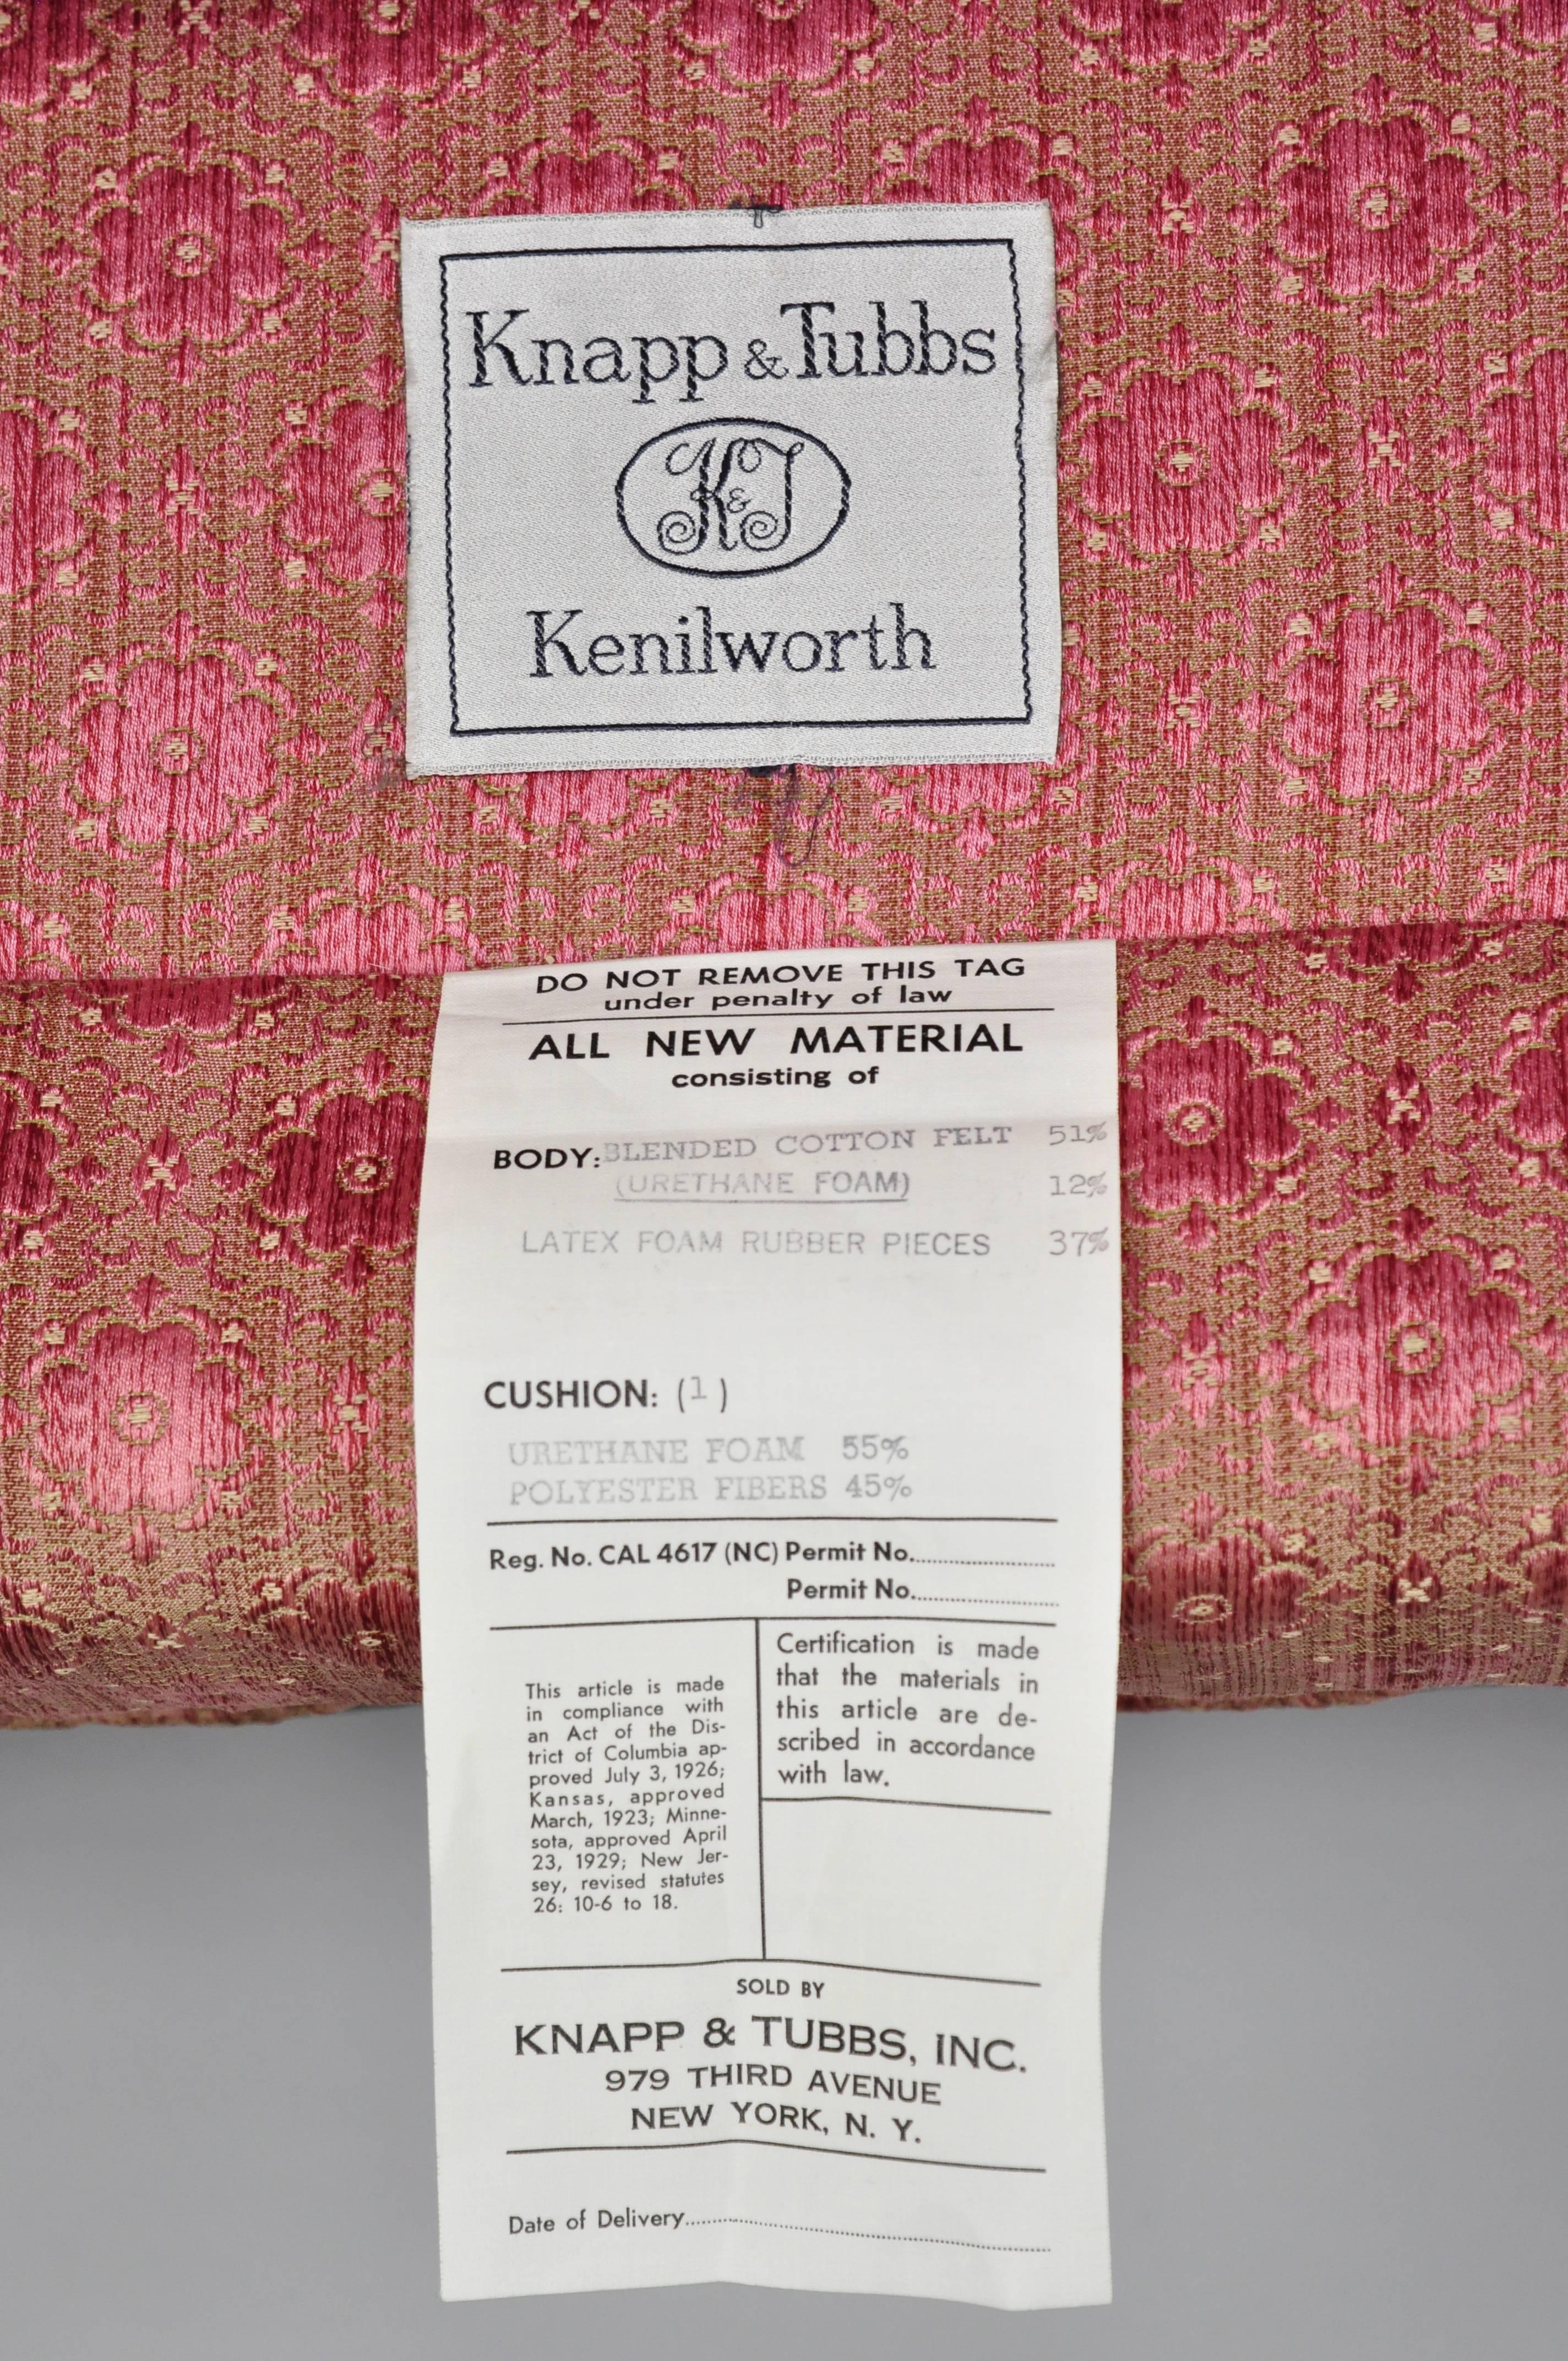 Knapp & Tubbs
K & T
Kenilworth
DO NOT REMOVE THIS TAG
under penalty of law
ALL NEW MATERIAL
consisting of
BODY: BLENDED COTTON FELT 51%
(URETHANE FOAM) 12%
LATEX FOAM RUBBER PIECES 37%
CUSHION: (1)
URETHANE FOAM 55%
POLYESTER FIBERS 45%
Reg. No. CAL 4617 (NC) Permit No.
Permit No.
This article is made
in compliance with
an Act of the Dis-
trict of Columbia ap-
proved July 3, 1926;
Kansas, approved
March, 1923; Minne-
sota, approved April
23, 1929; New Jer-
sey, revised statutes
26: 10-6 to 18.
Certification is made
that the materials in
this article are de-
scribed in accordance
with law.
SOLD BY
KNAPP & TUBBS, INC.
979 THIRD AVENUE
NEW YORK, N. Y.
Date of Delivery